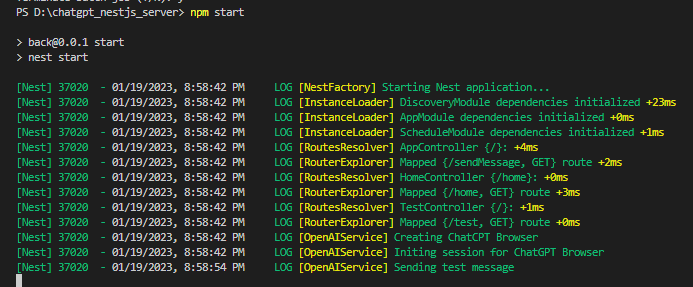 PS D:\chatgpt_nestjs_server> npm start
> back@0.0.1 start
> nest start
[Nest] 37020  - 01/19/2023, 8:58:42 PM     LOG [NestFactory] Starting Nest application...
[Nest] 37020  - 01/19/2023, 8:58:42 PM     LOG [InstanceLoader] DiscoveryModule dependencies initialized +23ms
[Nest] 37020  - 01/19/2023, 8:58:42 PM     LOG [InstanceLoader] AppModule dependencies initialized +0ms
[Nest] 37020  - 01/19/2023, 8:58:42 PM     LOG [InstanceLoader] ScheduleModule dependencies initialized +1ms
[Nest] 37020  - 01/19/2023, 8:58:42 PM     LOG [RoutesResolver] AppController {/}: +4ms
[Nest] 37020  - 01/19/2023, 8:58:42 PM     LOG [RouterExplorer] Mapped {/sendMessage, GET} route +2ms
[Nest] 37020  - 01/19/2023, 8:58:42 PM     LOG [RoutesResolver] HomeController {/home}: +0ms
[Nest] 37020  - 01/19/2023, 8:58:42 PM     LOG [RouterExplorer] Mapped {/home, GET} route +3ms
[Nest] 37020  - 01/19/2023, 8:58:42 PM     LOG [RoutesResolver] TestController {/}: +1ms
[Nest] 37020  - 01/19/2023, 8:58:42 PM     LOG [RouterExplorer] Mapped {/test, GET} route +0ms
[Nest] 37020  - 01/19/2023, 8:58:42 PM     LOG [OpenAIService] Creating ChatCPT Browser
[Nest] 37020  - 01/19/2023, 8:58:42 PM     LOG [OpenAIService] Initing session for ChatGPT Browser
[Nest] 37020  - 01/19/2023, 8:58:54 PM     LOG [OpenAIService] Sending test message